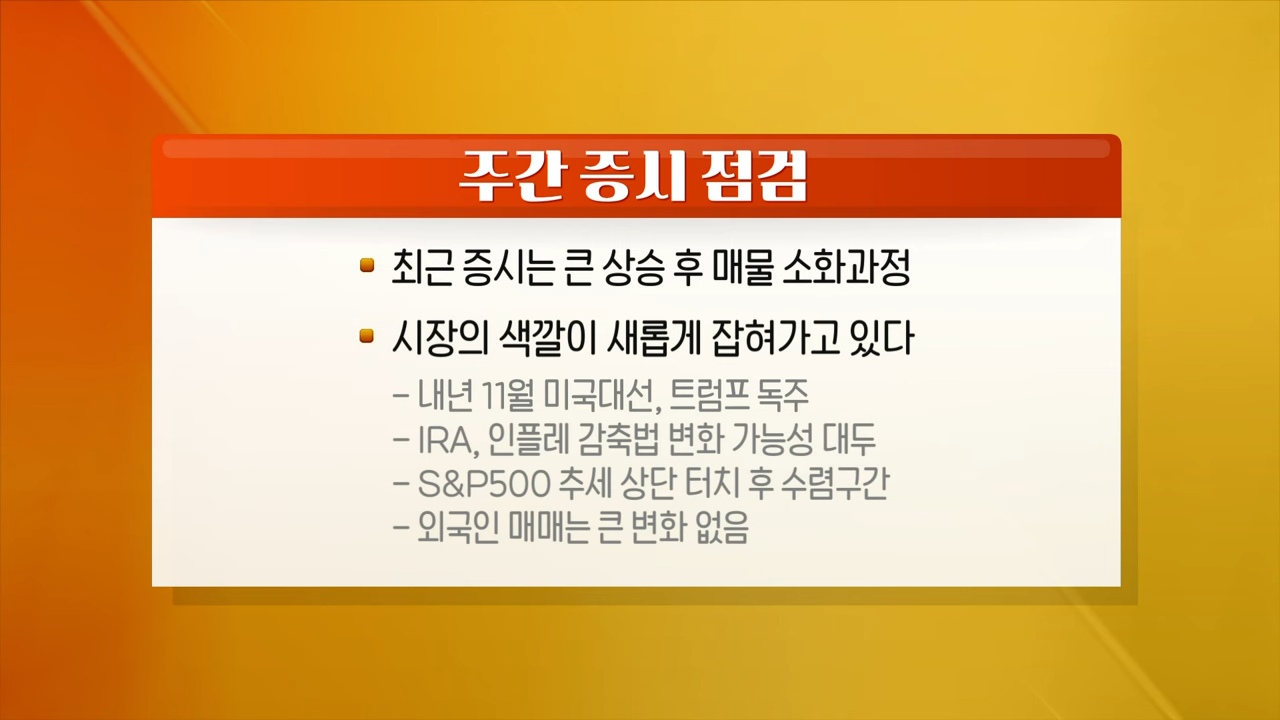 주간 증시 점검
최근 증시는 큰 상승 후 매물 소화과정
시장의 색깔이 새롭게 잡혀가고 있다
- 내년 11월 미국대선, 트럼프 독주
- IRA, 인플레 감축법 변화 가능성 대두
- S&P500 추세 상단 터치 후 수렴구간
- 외국인 매매는 큰 변화 없음